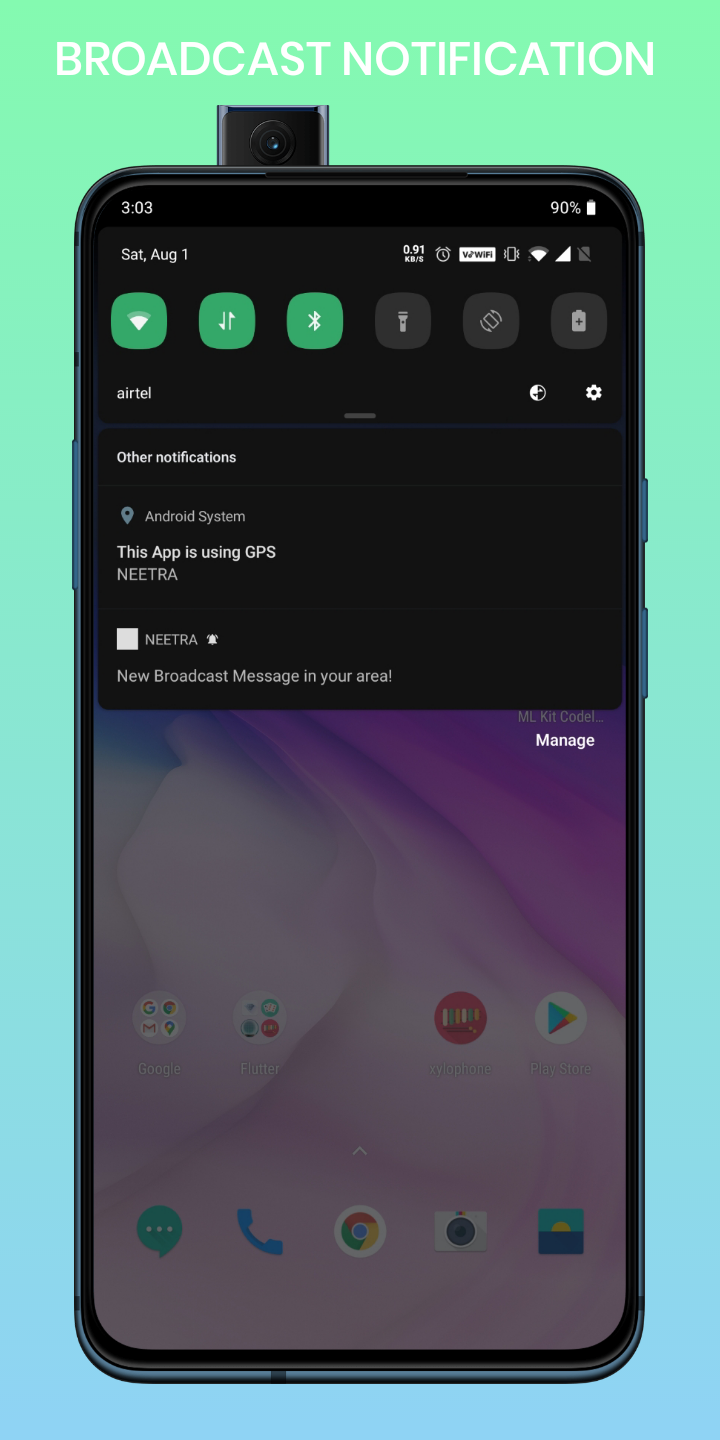 BROADCAST NOTIFICATION
3:03
90%
Sat, Aug 1
0.91
KB/S
Vo WiFi
airtel
Other notifications
Android System
This App is using GPS
NEETRA
NEETRA
New Broadcast Message in your area!
ML Kit Codel...
Manage
Google
Flutter
xylophone
Play Store